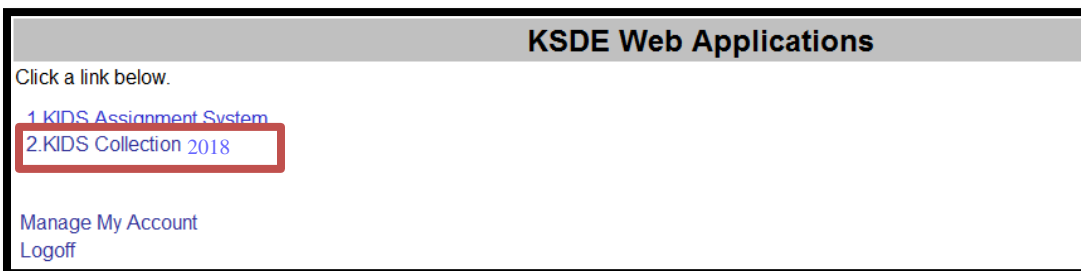 KSDE Web Applications
Click a link below.
1.KIDS Assignment System
2.KIDS Collection 2018
Manage My Account
Logoff